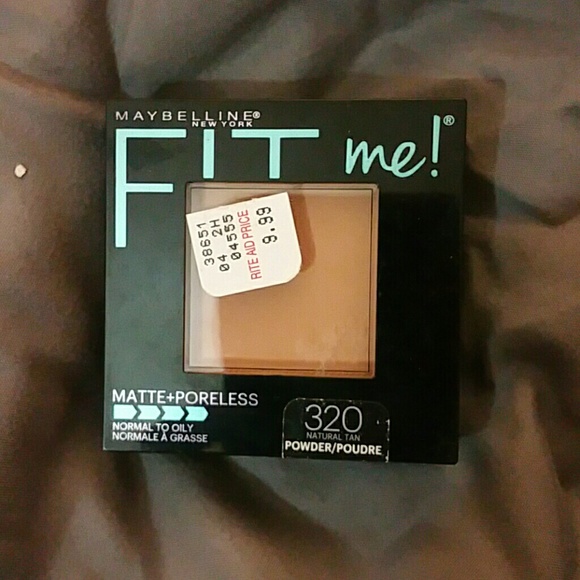 MAYBELLINE®
NEW YORK
FIT me!®
38651
2H
04
04555
RITE AID PRICE
9.99
MATTE+PORELESS
NORMAL TO OILY
NORMALE À GRASSE
320
NATURAL TAN
POWDER/POUDRE